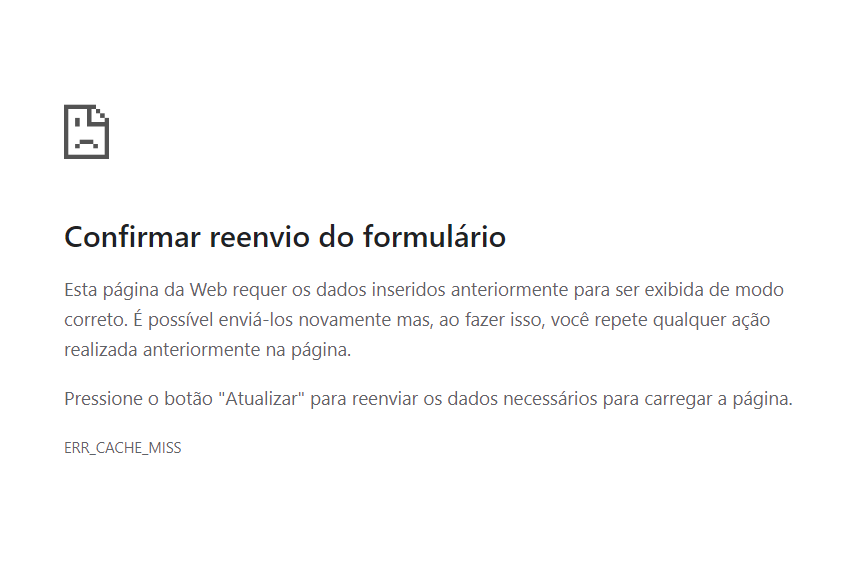 Confirmar reenvio do formulário
Esta página da Web requer os dados inseridos anteriormente para ser exibida de modo
correto. É possível enviá-los novamente mas, ao fazer isso, você repete qualquer ação
realizada anteriormente na página.
Pressione o botão "Atualizar" para reenviar os dados necessários para carregar a página.
ERR_CACHE_MISS